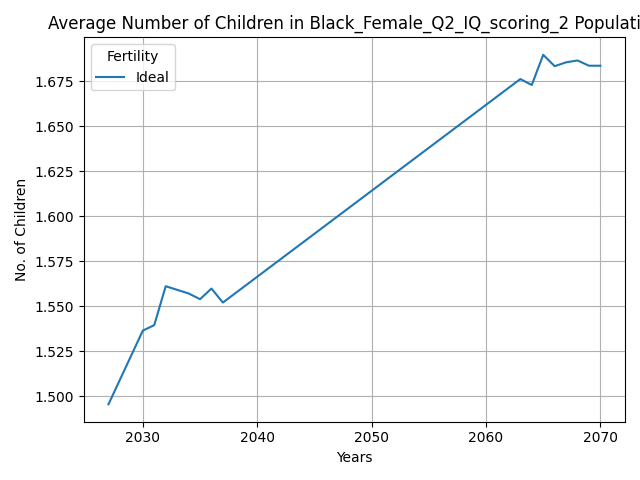 Average Number of Children in Black_Female_Q2_IQ_scoring_2 Populati
Fertility
Ideal
1.675
1.650
1.625
1.600
1.575
1.550
1.525
1.500
No. of Children
2030 2040 2050 2060 2070
Years